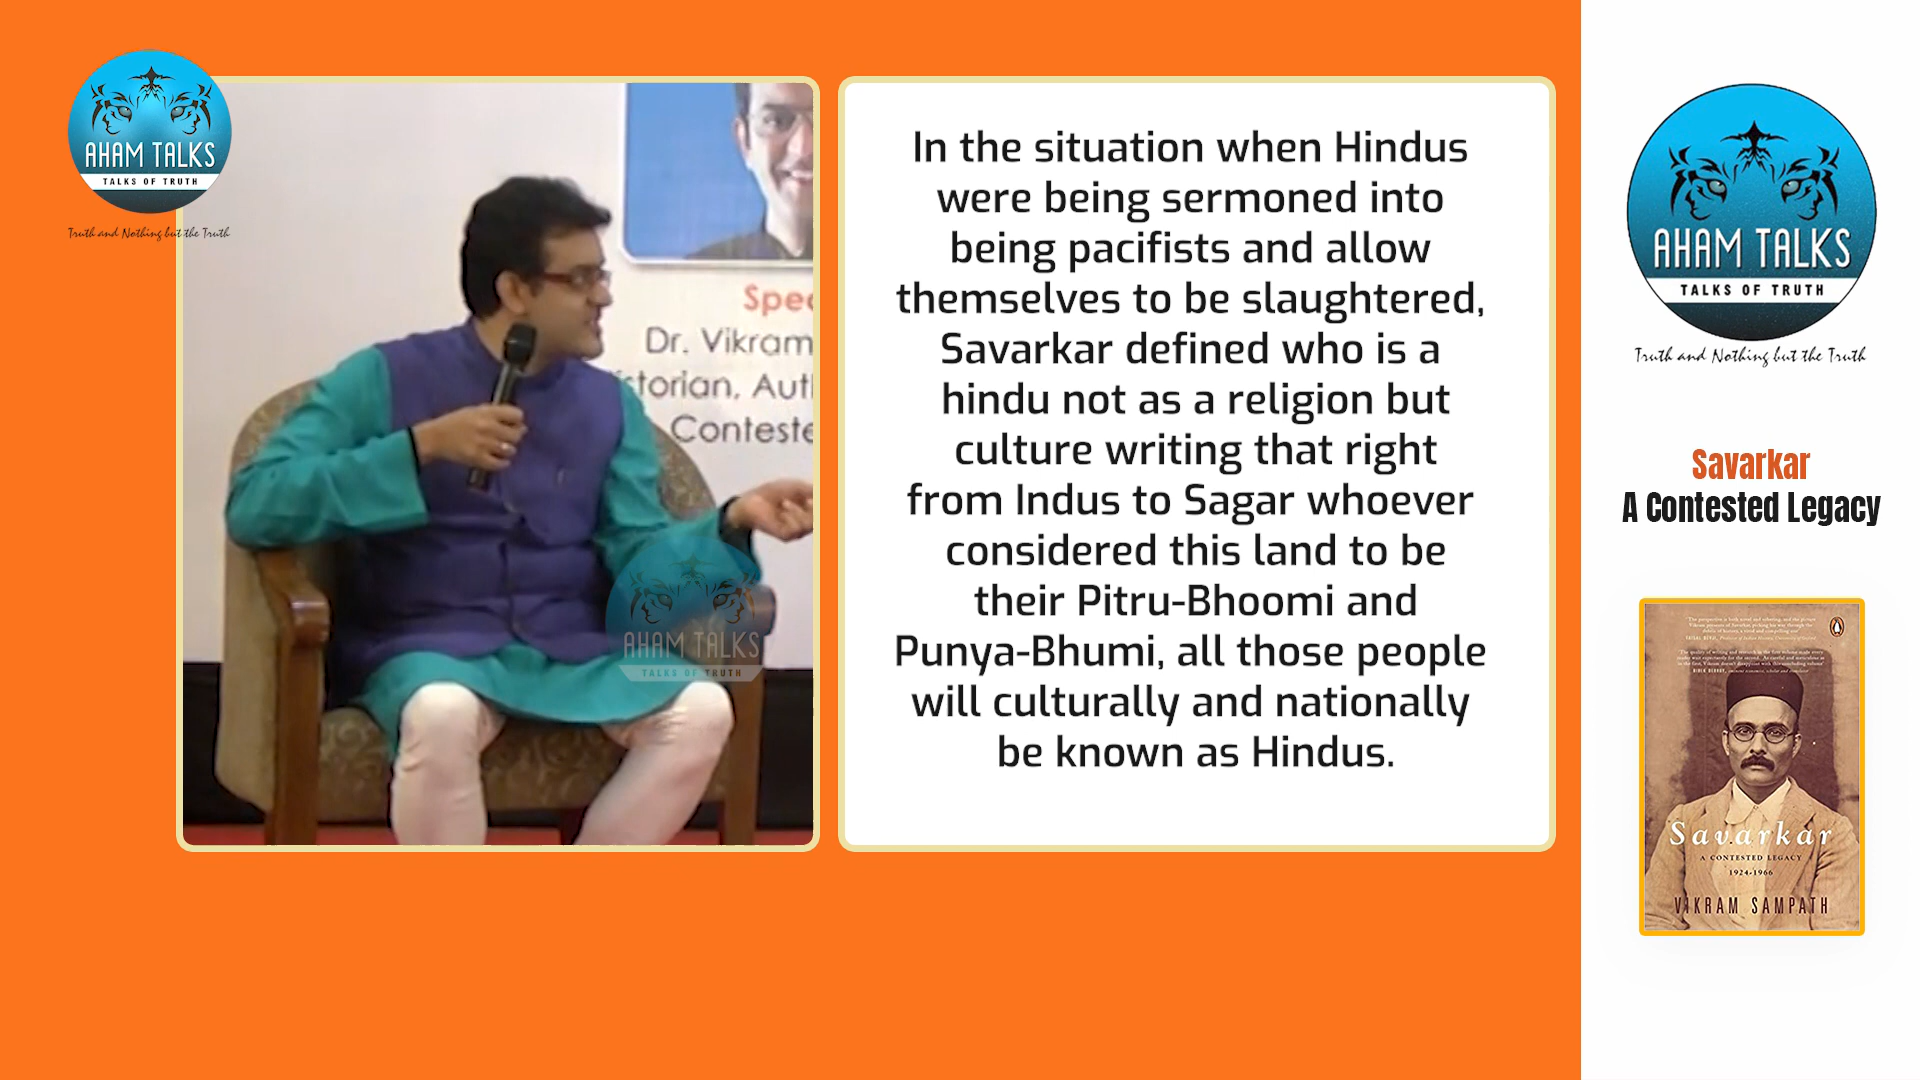 AHAM TALKS
TALKS OF TRUTH
Truth and Nothing but the Truth
Spec
Dr. Vikram
torian, Aut
Conteste
AHAM TALKS
TALKS OF TRUTH
In the situation when Hindus
were being sermoned into
being pacifists and allow
themselves to be slaughtered,
Savarkar defined who is a
hindu not as a religion but
culture writing that right
from Indus to Sagar whoever
considered this land to be
their Pitru-Bhoomi and
Punya-Bhumi, all those people
will culturally and nationally
be known as Hindus.
AHAM TALKS
TALKS OF TRUTH
Truth and Nothing but the Truth
Savarkar
A Contested Legacy
Savarkar
A CONTESTED LEGACY
1924-1966
VIKRAM SAMPATH